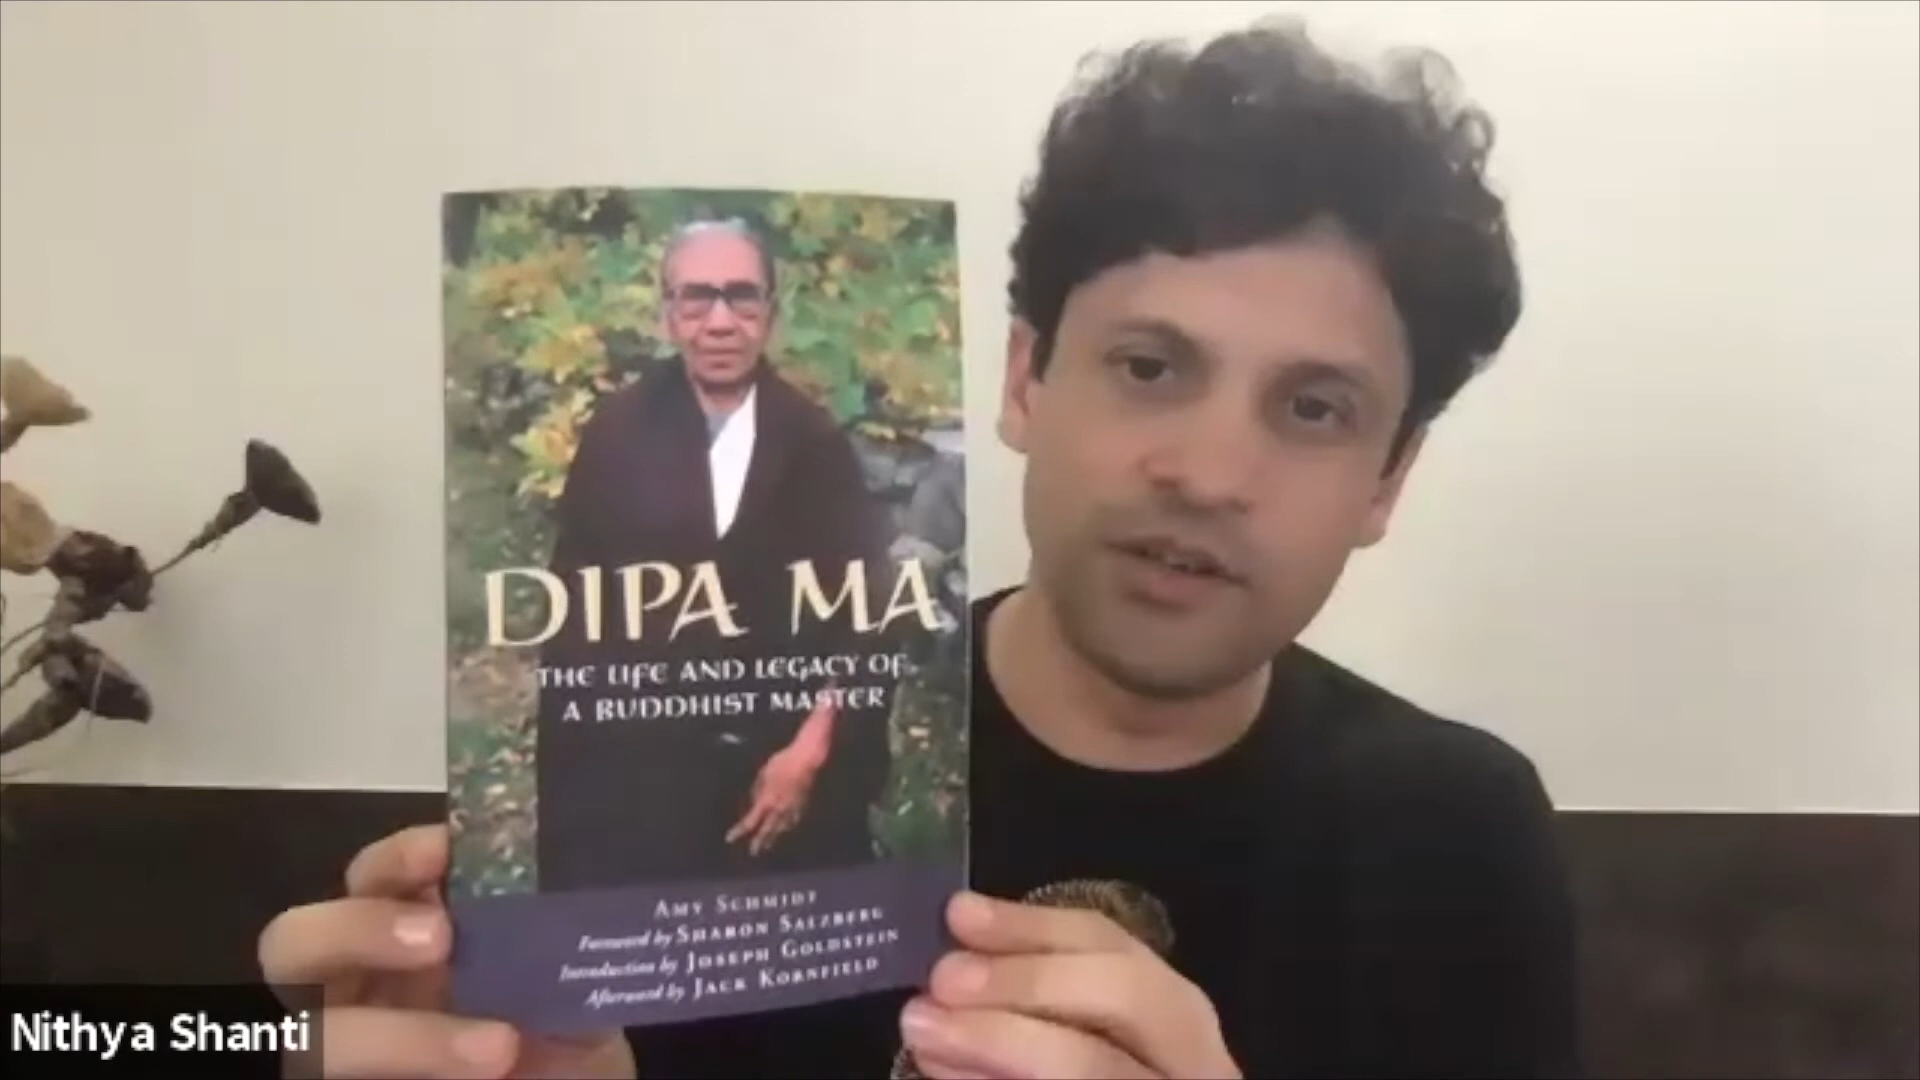 DIPA MA
THE LIFE AND LEGACY OF
A BUDDHIST MASTER
AMY SCHMIDT
Foreword by SHARON SALZBERG
Introduction by JOSEPH GOLDSTEIN
Afterword by JACK KORNFIELD
Nithya Shanti